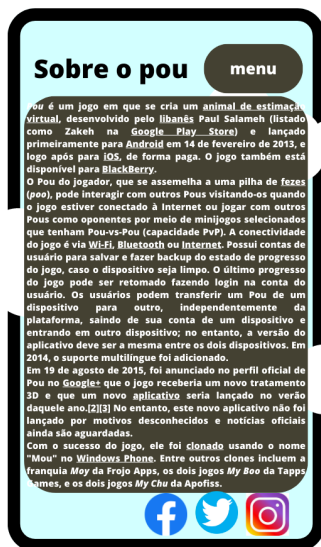 Sobre o pou
menu
Pou é um jogo em que se cria um animal de estimação
virtual, desenvolvido pelo libanês Paul Salameh (listado
como Zakeh na Google Play Store) e lançado
primeiramente para Android em 14 de fevereiro de 2013, e
logo após para iOS, de forma paga. O jogo também está
disponível para BlackBerry.
O Pou do jogador, que se assemelha a uma pilha de fezes
(poo), pode interagir com outros Pous visitando-os quando
o jogo estiver conectado à Internet ou jogar com outros
Pous como oponentes por meio de minijogos selecionados
que tenham Pou-vs-Pou (capacidade PvP). A conectividade
do jogo é via Wi-Fi, Bluetooth ou Internet. Possui contas de
usuário para salvar e fazer backup do estado de progresso
do jogo, caso o dispositivo seja limpo. O último progresso
do jogo pode ser retomado fazendo login na conta do
usuário. Os usuários podem transferir um Pou de um
dispositivo para outro, independentemente da
plataforma, saindo de sua conta de um dispositivo e
entrando em outro dispositivo; no entanto, a versão do
aplicativo deve ser a mesma entre os dois dispositivos. Em
2014, o suporte multilíngue foi adicionado.
Em 19 de agosto de 2015, foi anunciado no perfil oficial de
Pou no Google+ que o jogo receberia um novo tratamento
3D e que um novo aplicativo seria lançado no verão
daquele ano.[2][3] No entanto, este novo aplicativo não foi
lançado por motivos desconhecidos e notícias oficiais
ainda são aguardadas.
Com o sucesso do jogo, ele foi clonado usando o nome
"Mou" no Windows Phone. Entre outros clones incluem a
franquia Moy da Frojo Apps, os dois jogos My Boo da Tapps
Games, e os dois jogos My Chu da Apofiss.